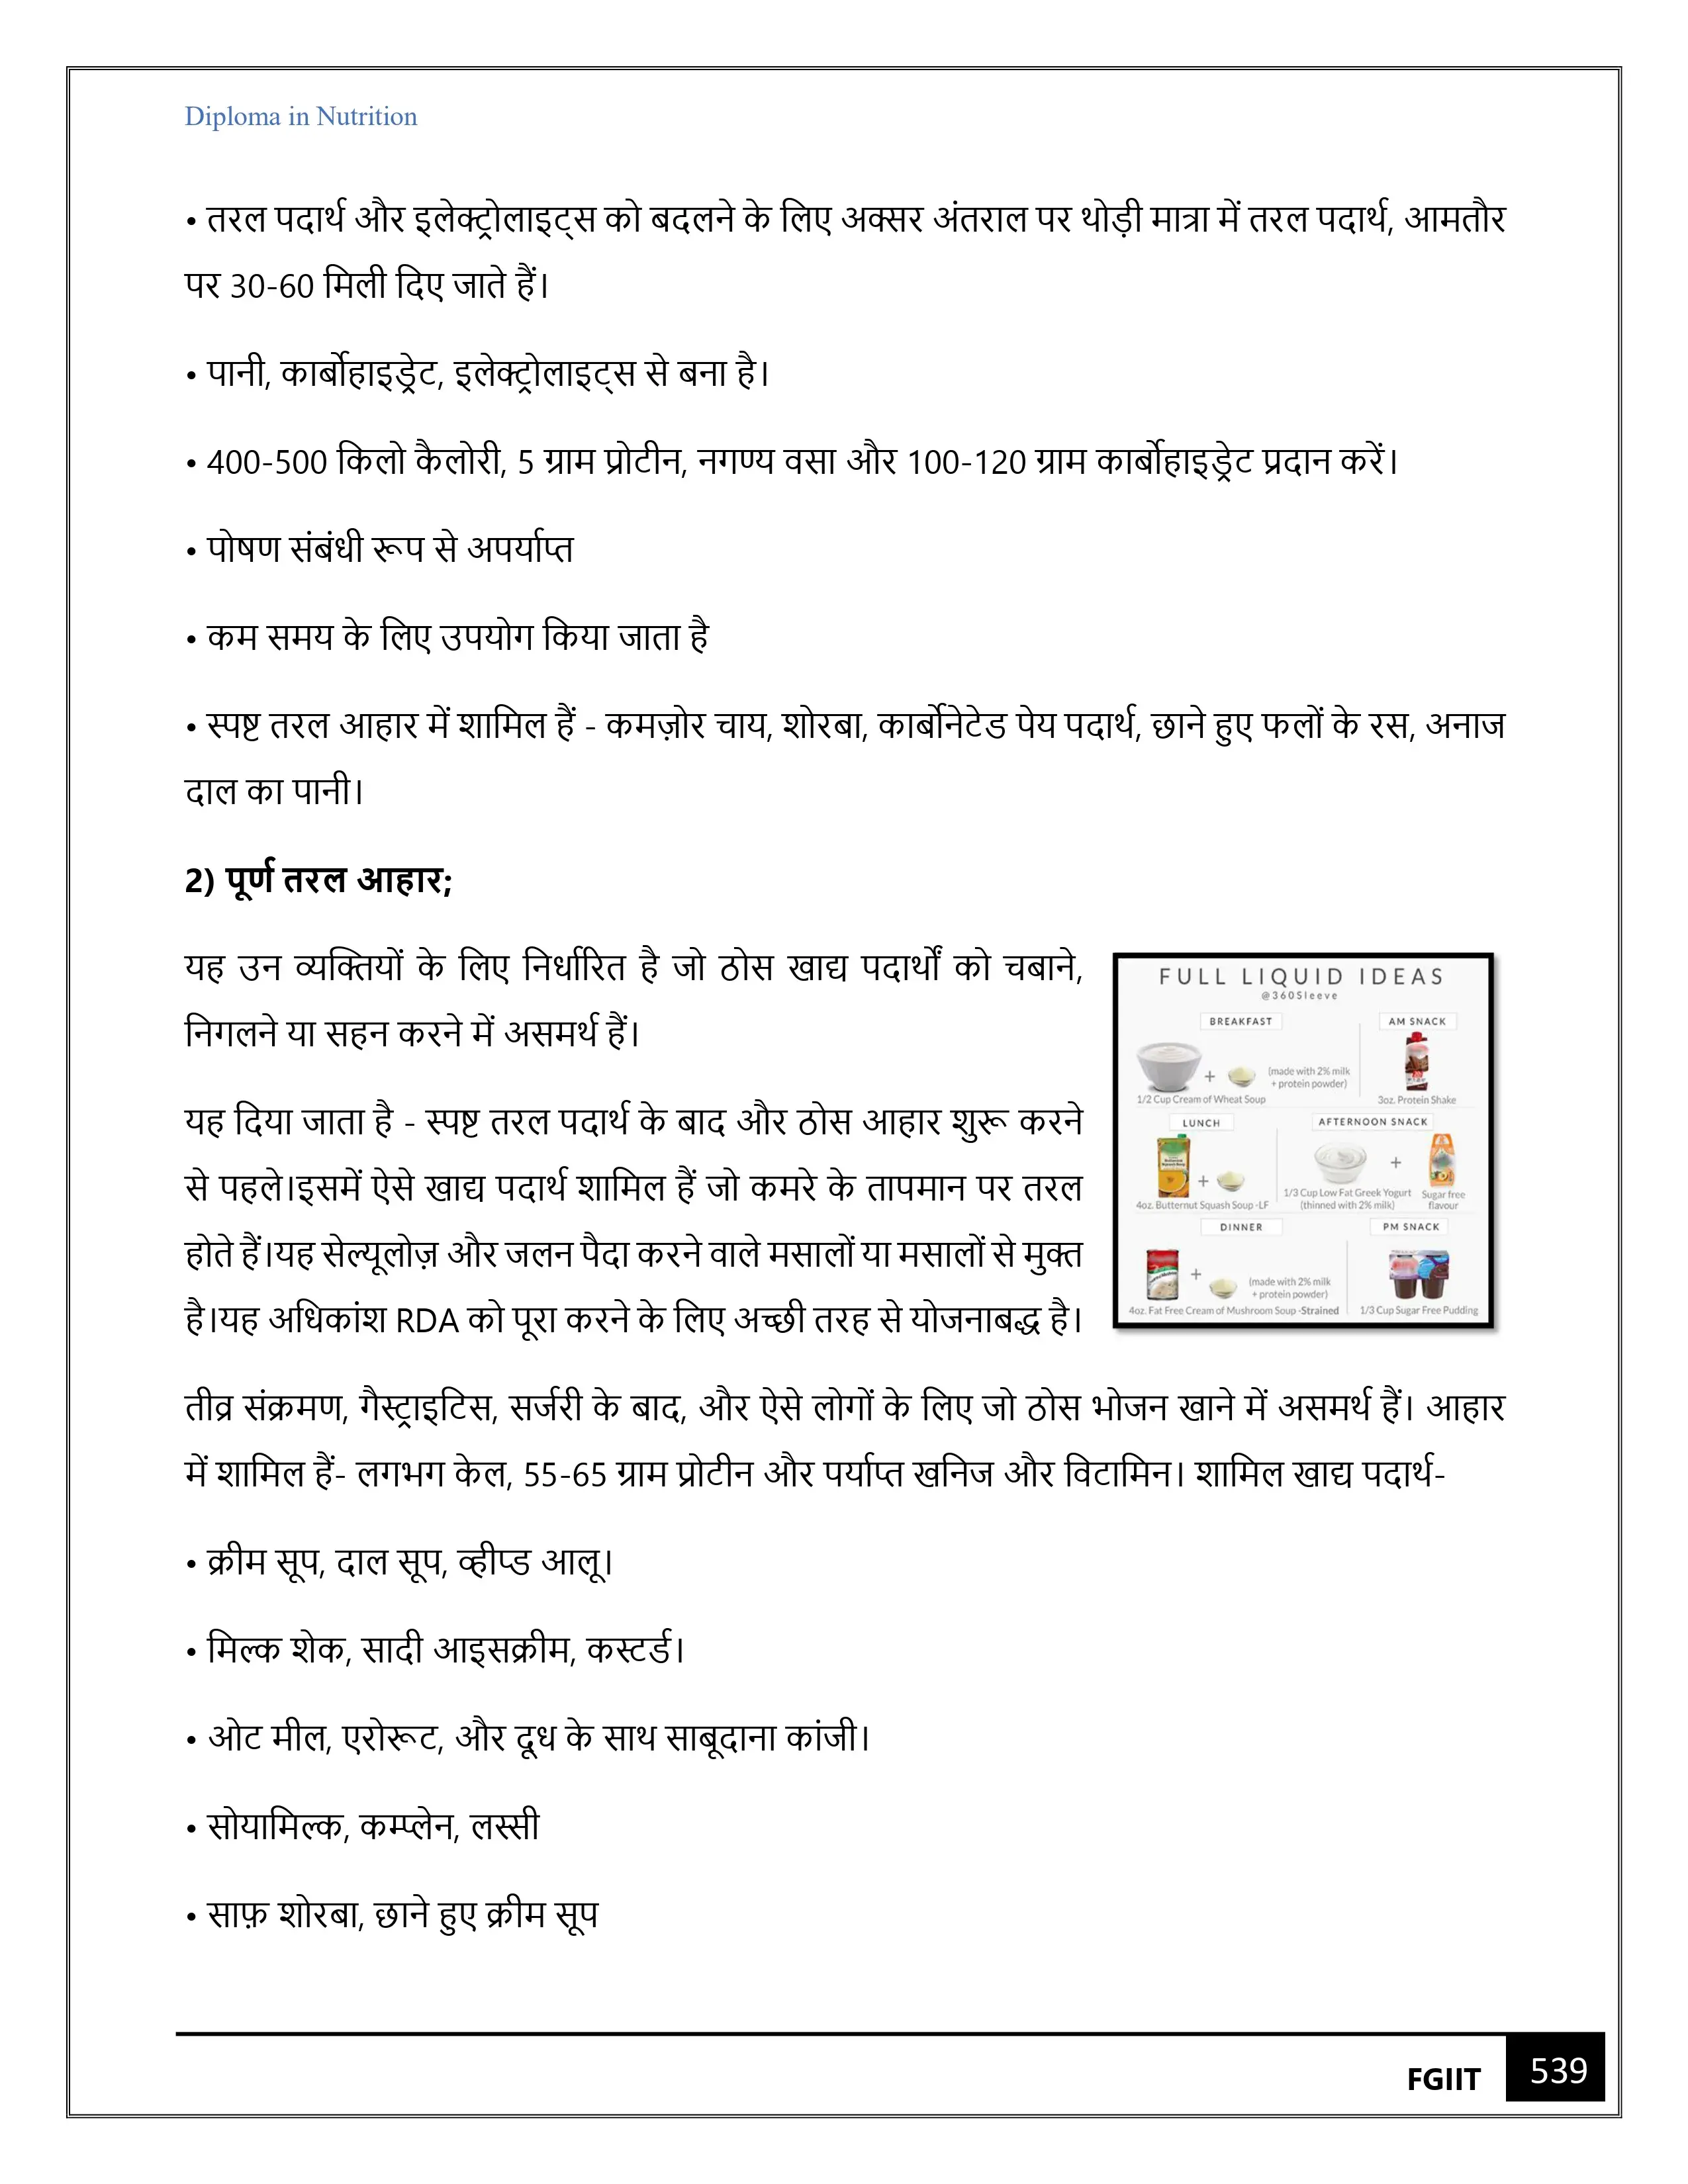 Diploma in Nutrition
• तरल पदार्थ और इलेक्ट्रोलाइट्स को बदलने के लिए अक्सर अंतराल पर थोड़ी मात्रा में तरल पदार्थ, आमतौर
पर 30-60 मिली दिए जाते हैं।
• पानी, कार्बोहाइड्रेट, इलेक्ट्रोलाइट्स से बना है।
• 400-500 किलो कैलोरी, 5 ग्राम प्रोटीन, नगण्य वसा और 100-120 ग्राम कार्बोहाइड्रेट प्रदान करें।
• पोषण संबंधी रूप से अपर्याप्त
• कम समय के लिए उपयोग किया जाता है
• स्पष्ट तरल आहार में शामिल हैं - कमज़ोर चाय, शोरबा, कार्बोनेटेड पेय पदार्थ, छाने हुए फलों के रस, अनाज
दाल का पानी।
2) पूर्ण तरल आहार;
यह उन व्यक्तियों के लिए निर्धारित है जो ठोस खाद्य पदार्थों को चबाने,
निगलने या सहन करने में असमर्थ हैं।
यह दिया जाता है - स्पष्ट तरल पदार्थ के बाद और ठोस आहार शुरू करने
से पहले।इसमें ऐसे खाद्य पदार्थ शामिल हैं जो कमरे के तापमान पर तरल
होते हैं।यह सेल्यूलोज़ और जलन पैदा करने वाले मसालों या मसालों से मुक्त
है।यह अधिकांश RDA को पूरा करने के लिए अच्छी तरह से योजनाबद्ध है।
FULL LIQUID IDEAS
@360Sleeve
BREAKFAST
+
(made with 2% milk
+ protein powder)
1/2 Cup Cream of Wheat Soup
AM SNACK
3oz. Protein Shake
LUNCH
+
4oz. Butternut Squash Soup -LF
AFTERNOON SNACK
+
1/3 Cup Low Fat Greek Yogurt
(thinned with 2% milk)
Sugar free
flavour
DINNER
+
(made with 2% milk
+ protein powder)
4oz. Fat Free Cream of Mushroom Soup -Strained
PM SNACK
1/3 Cup Sugar Free Pudding
तीव्र संक्रमण, गैस्ट्राइटिस, सर्जरी के बाद, और ऐसे लोगों के लिए जो ठोस भोजन खाने में असमर्थ हैं। आहार
में शामिल हैं- लगभग केल, 55-65 ग्राम प्रोटीन और पर्याप्त खनिज और विटामिन। शामिल खाद्य पदार्थ-
• क्रीम सूप, दाल सूप, व्हीप्ड आलू।
• मिल्क शेक, सादी आइसक्रीम, कस्टर्ड।
• ओट मील, एरोरूट, और दूध के साथ साबूदाना कांजी।
• सोयामिल्क, कम्प्लेन, लस्सी
• साफ़ शोरबा, छाने हुए क्रीम सूप
FGIIT
539